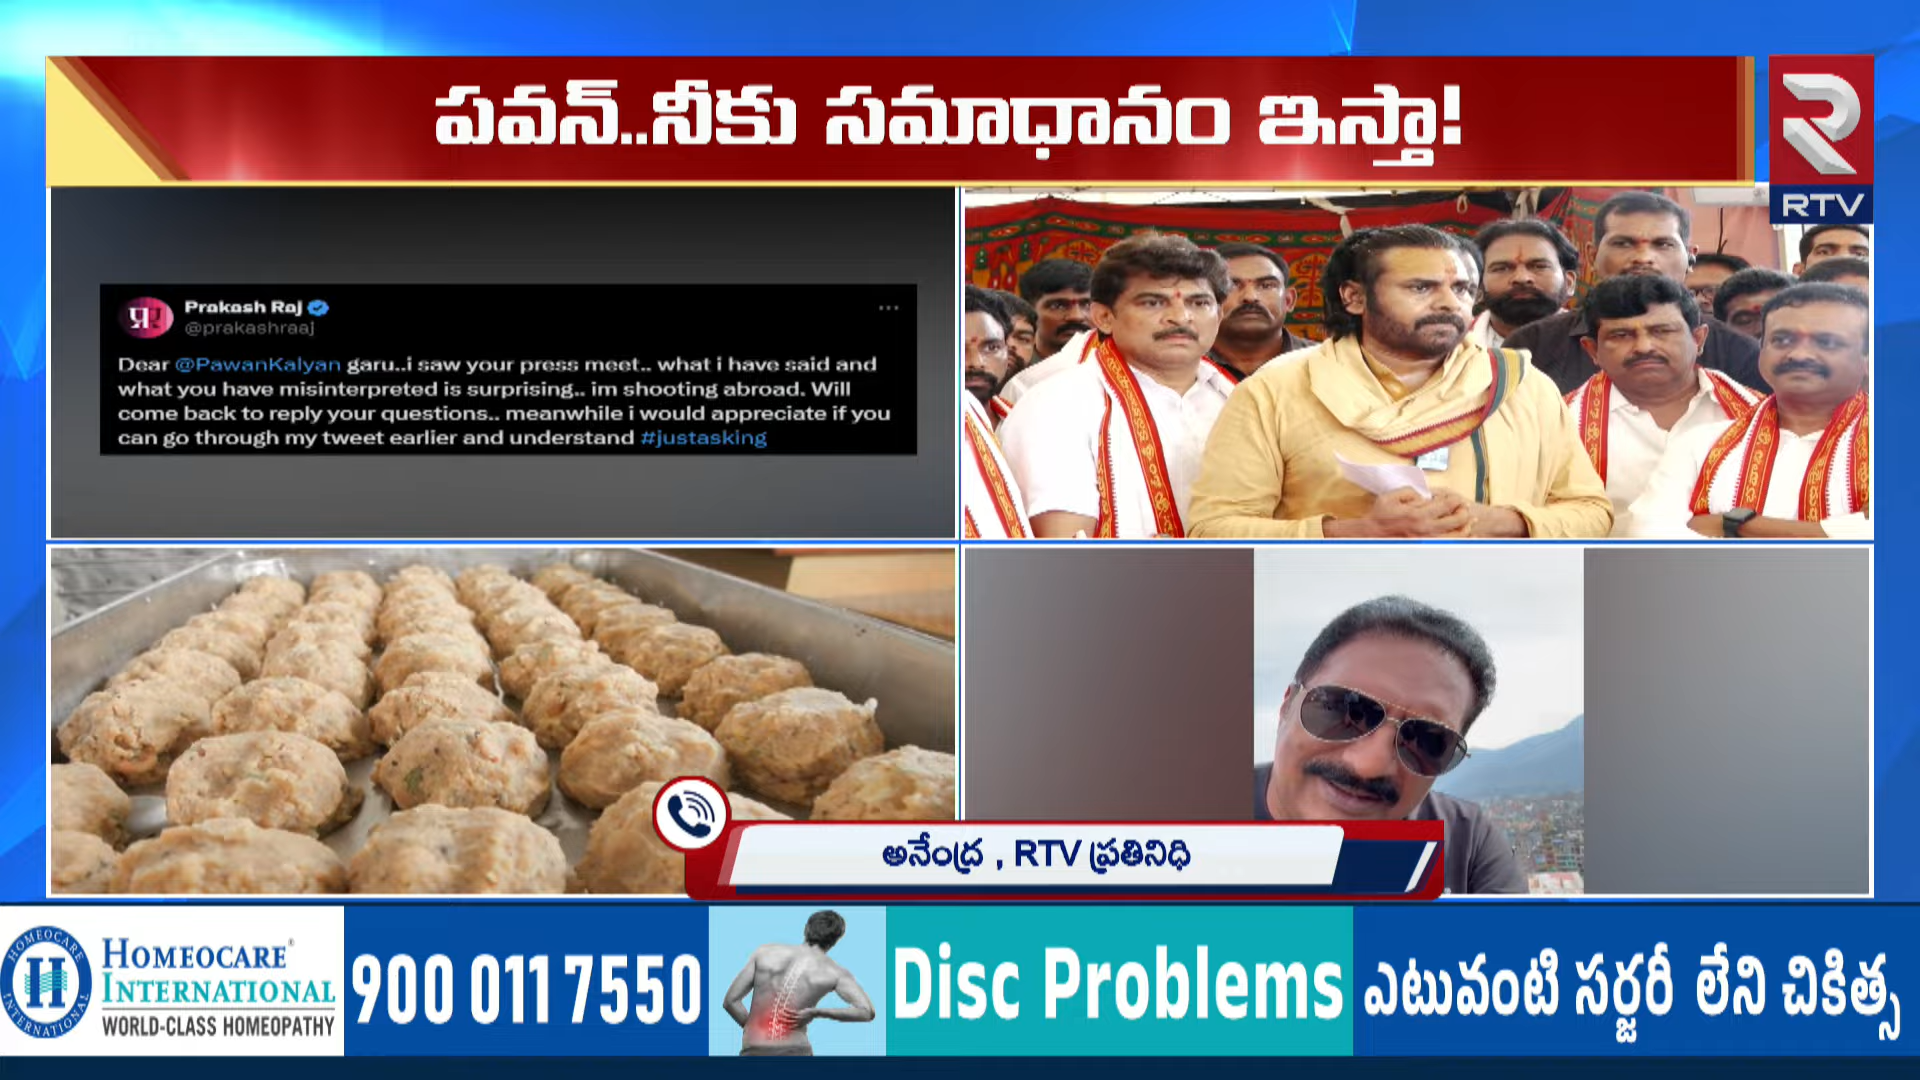 పవన్..నీకు సమాధానం ఇస్తా!
RTV
Prakash Raj
@prakashraaj
Dear @PawanKalyan garu..i saw your press meet.. what i have said and
what you have misinterpreted is surprising.. im shooting abroad. Will
come back to reply your questions.. meanwhile i would appreciate if you
can go through my tweet earlier and understand #justasking
అనేంద్ర , RTV ప్రతినిధి
HOMEOCARE INTERNATIONAL
HOMEOCARE®
INTERNATIONAL
WORLD-CLASS HOMEOPATHY
900 011 7550
Disc Problems
ఎటువంటి సర్జరీ లేని చికిత్స